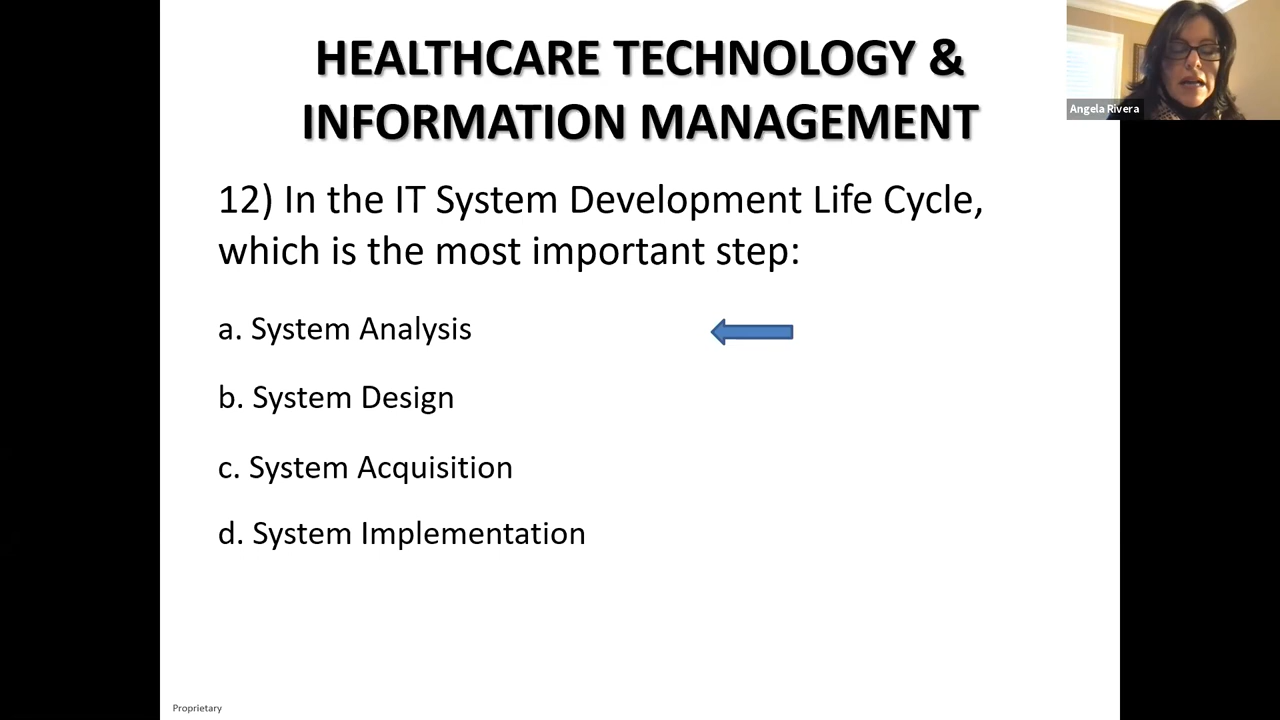 HEALTHCARE TECHNOLOGY &
INFORMATION MANAGEMENT
Angela Rivera
12) In the IT System Development Life Cycle,
which is the most important step:
a. System Analysis
b. System Design
c. System Acquisition
d. System Implementation
Proprietary